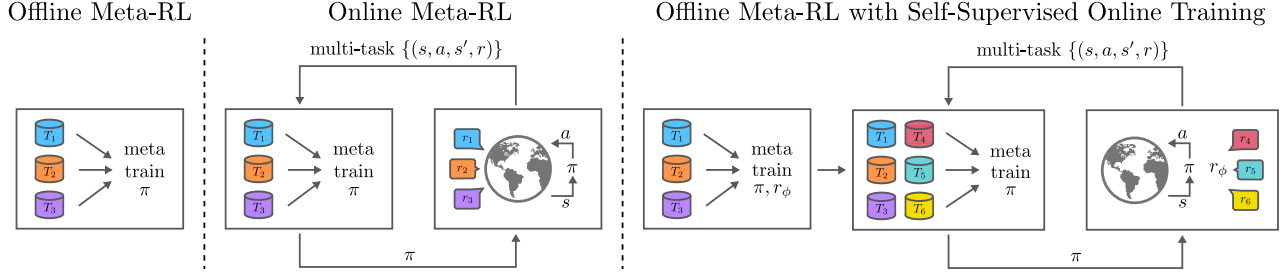 Offline Meta-RL
T₁
T₂
T₃
meta
train
π
Online Meta-RL
multi-task {(s, a, s′, r)}
T₁
T₂
T₃
meta
train
π
r₁
r₂
r₃
a
π
s
π
Offline Meta-RL with Self-Supervised Online Training
T₁
T₂
T₃
meta
train
π, r_ϕ
multi-task {(s, a, s′, r)}
T₁ T₄
T₂ T₅
T₃ T₆
meta
train
π
a
π
s
r_ϕ
r₄
r₅
r₆
π